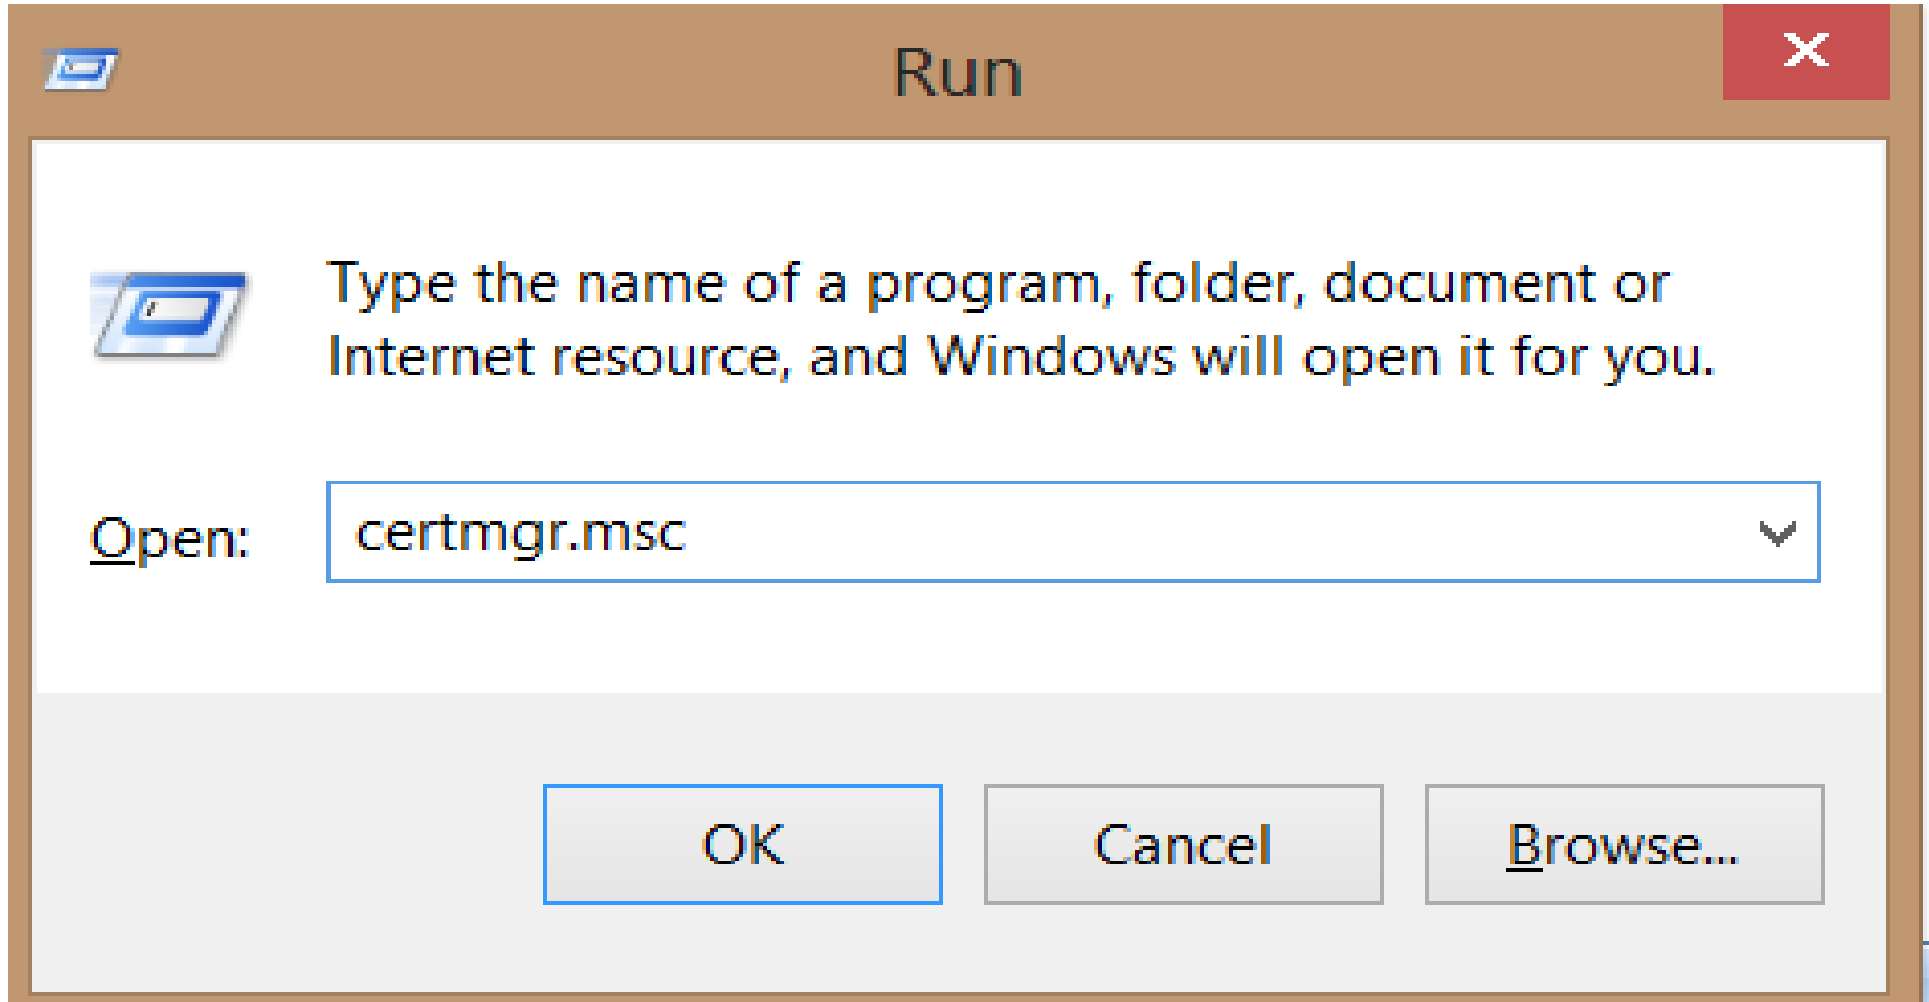 Run
Type the name of a program, folder, document or
Internet resource, and Windows will open it for you.
Open: certmgr.msc
OK Cancel Browse...